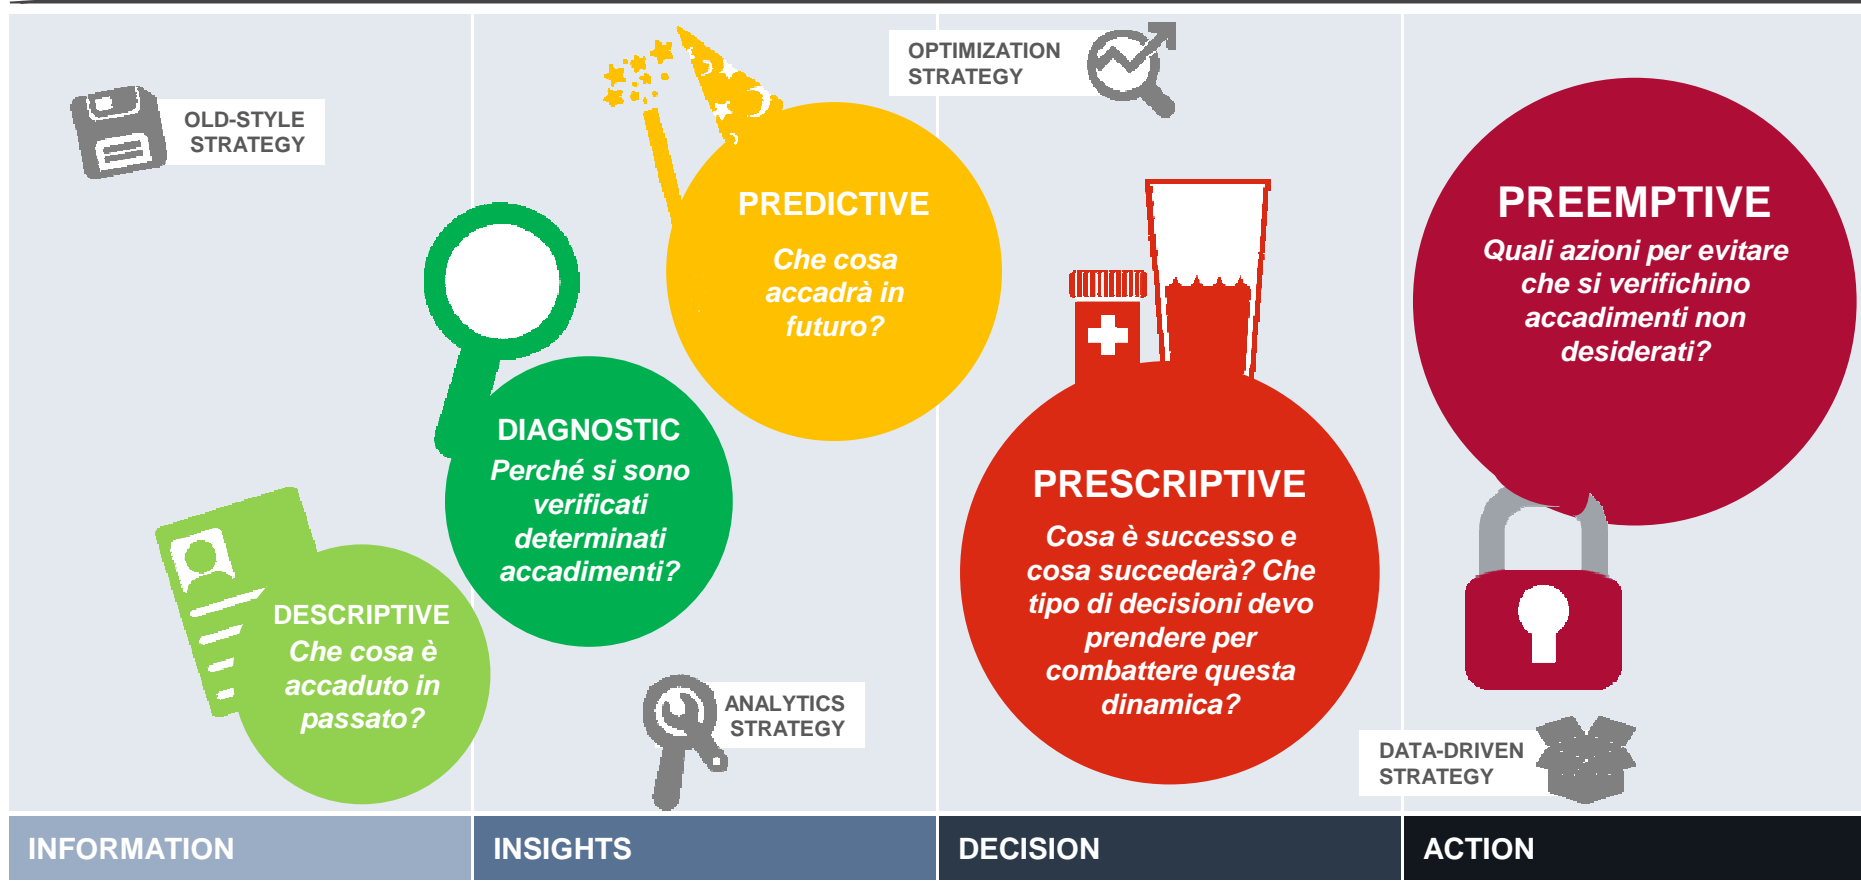 OLD-STYLE
STRATEGY
OPTIMIZATION
STRATEGY
PREDICTIVE
Che cosa
accadrà in
futuro?
PREEMPTIVE
Quali azioni per evitare
che si verifichino
accadimenti non
desiderati?
DIAGNOSTIC
Perché si sono
verificati
determinati
accadimenti?
PRESCRIPTIVE
Cosa è successo e
cosa succederà? Che
tipo di decisioni devo
prendere per
combattere questa
dinamica?
DESCRIPTIVE
Che cosa è
accaduto in
passato?
ANALYTICS
STRATEGY
DATA-DRIVEN
STRATEGY
INFORMATION
INSIGHTS
DECISION
ACTION